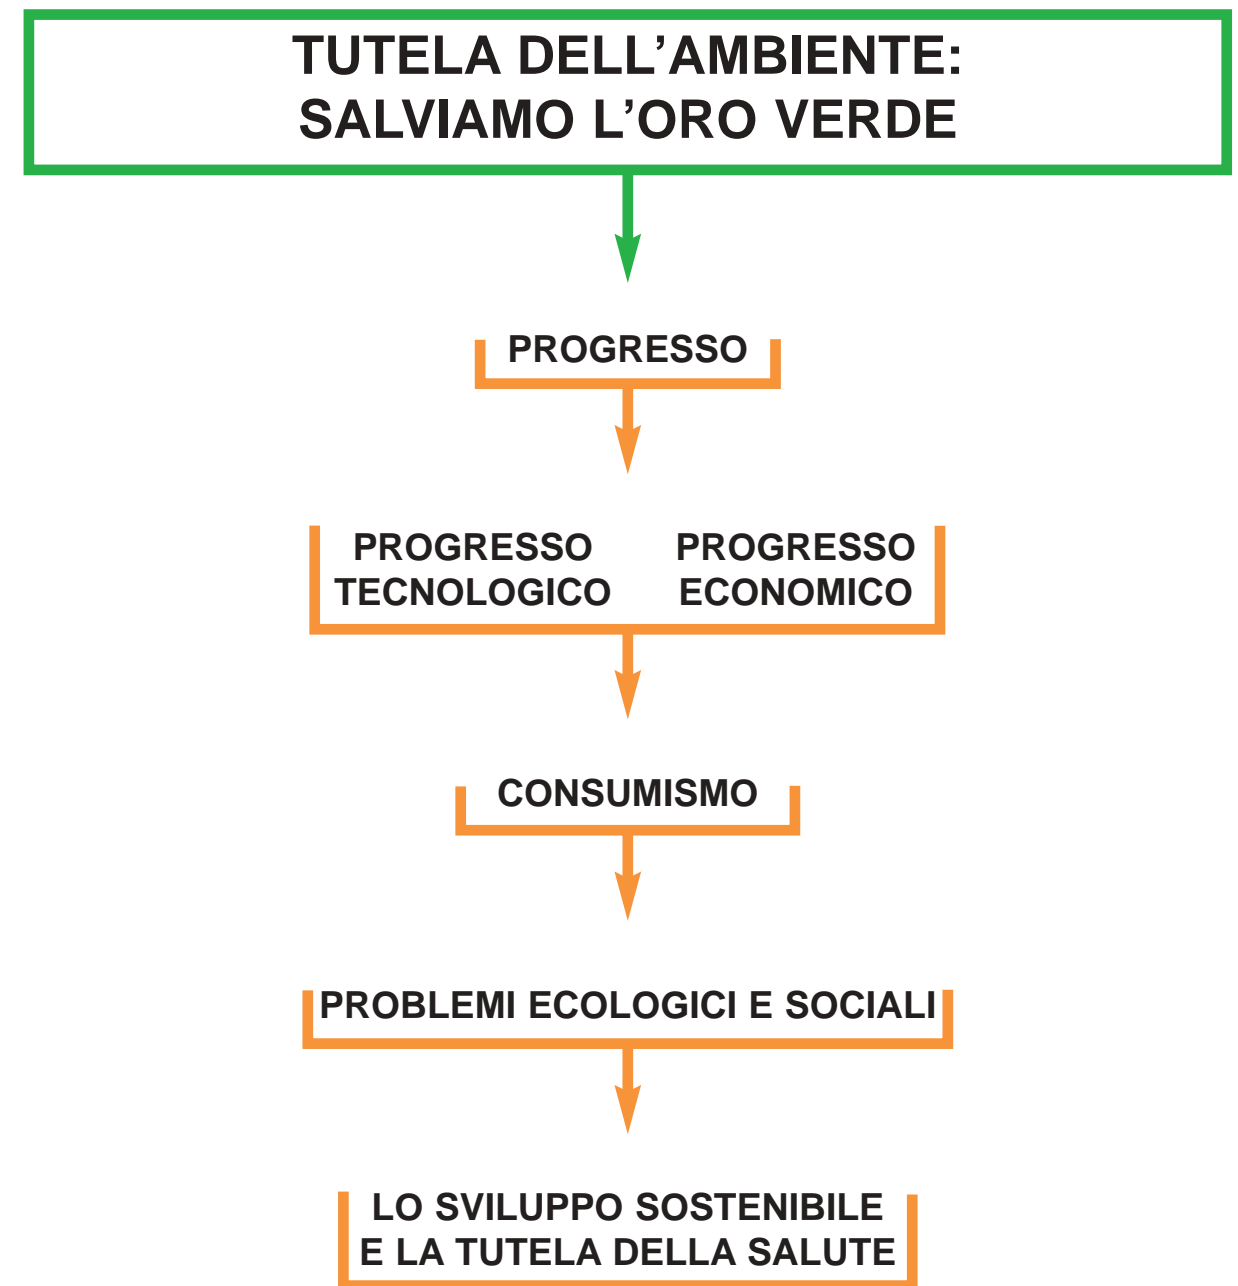 TUTELA DELL’AMBIENTE:
SALVIAMO L’ORO VERDE
PROGRESSO
PROGRESSO PROGRESSO
TECNOLOGICO ECONOMICO
CONSUMISMO
PROBLEMI ECOLOGICI E SOCIALI
LO SVILUPPO SOSTENIBILE
E LA TUTELA DELLA SALUTE